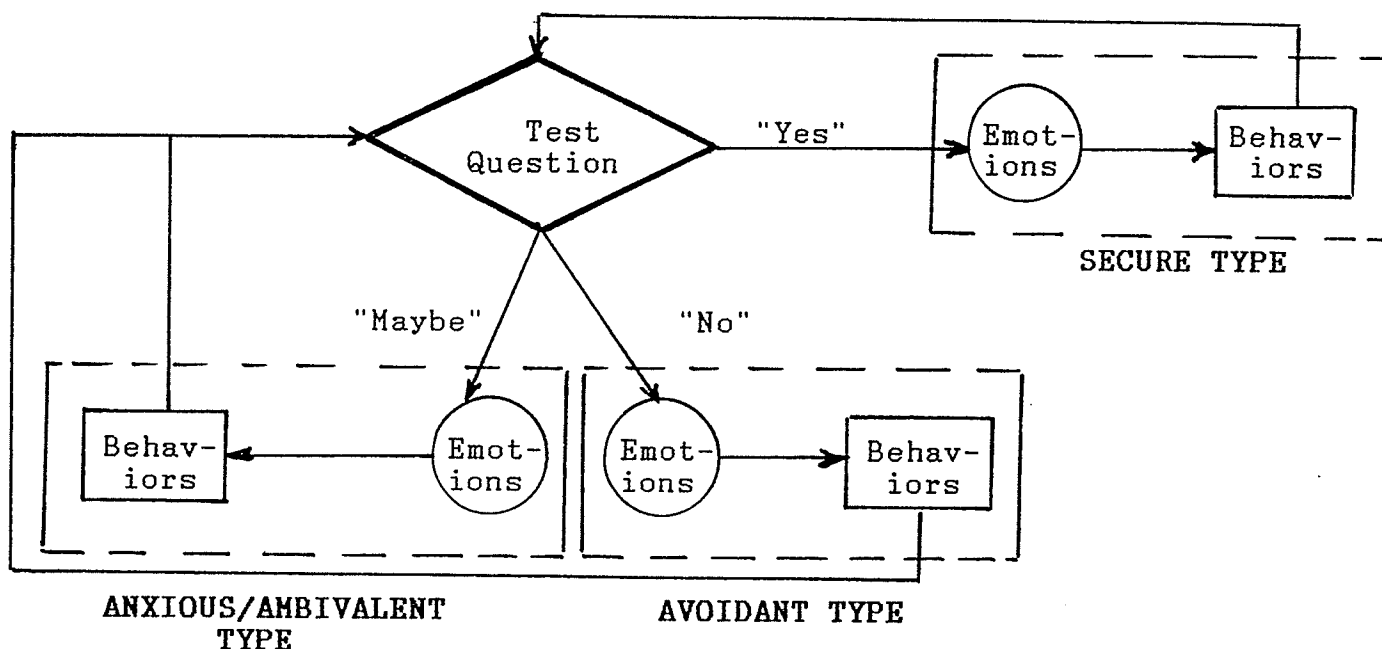 Test
Question
"Yes"
Emot-
ions
Behav-
iors
SECURE TYPE
"Maybe"
"No"
Behav-
iors
Emot-
ions
Emot-
ions
Behav-
iors
ANXIOUS/AMBIVALENT
TYPE
AVOIDANT TYPE